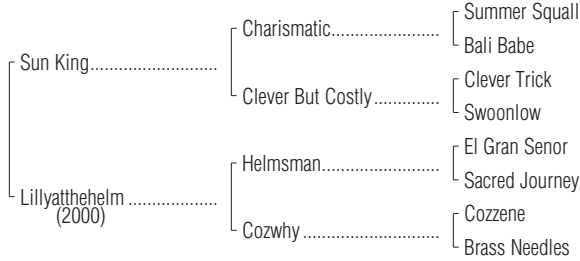 Summer Squall
Charismatic..........................
Bali Babe
Sun King..............................
Clever Trick
Clever But Costly................
Swoonlow
El Gran Senor
Helmsman............................
Sacred Journey
Lillyatthehelm .....................
(2000)
Cozzene
Cozwhy ................................
Brass Needles